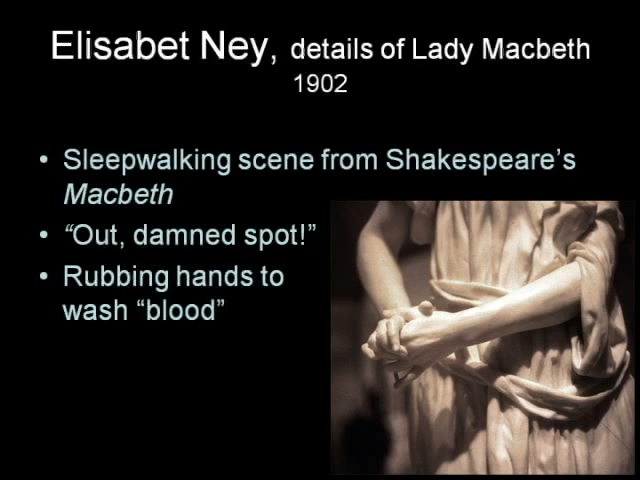 Elisabet Ney, details of Lady Macbeth
1902
• Sleepwalking scene from Shakespeare’s
Macbeth
• “Out, damned spot!”
• Rubbing hands to
wash “blood”